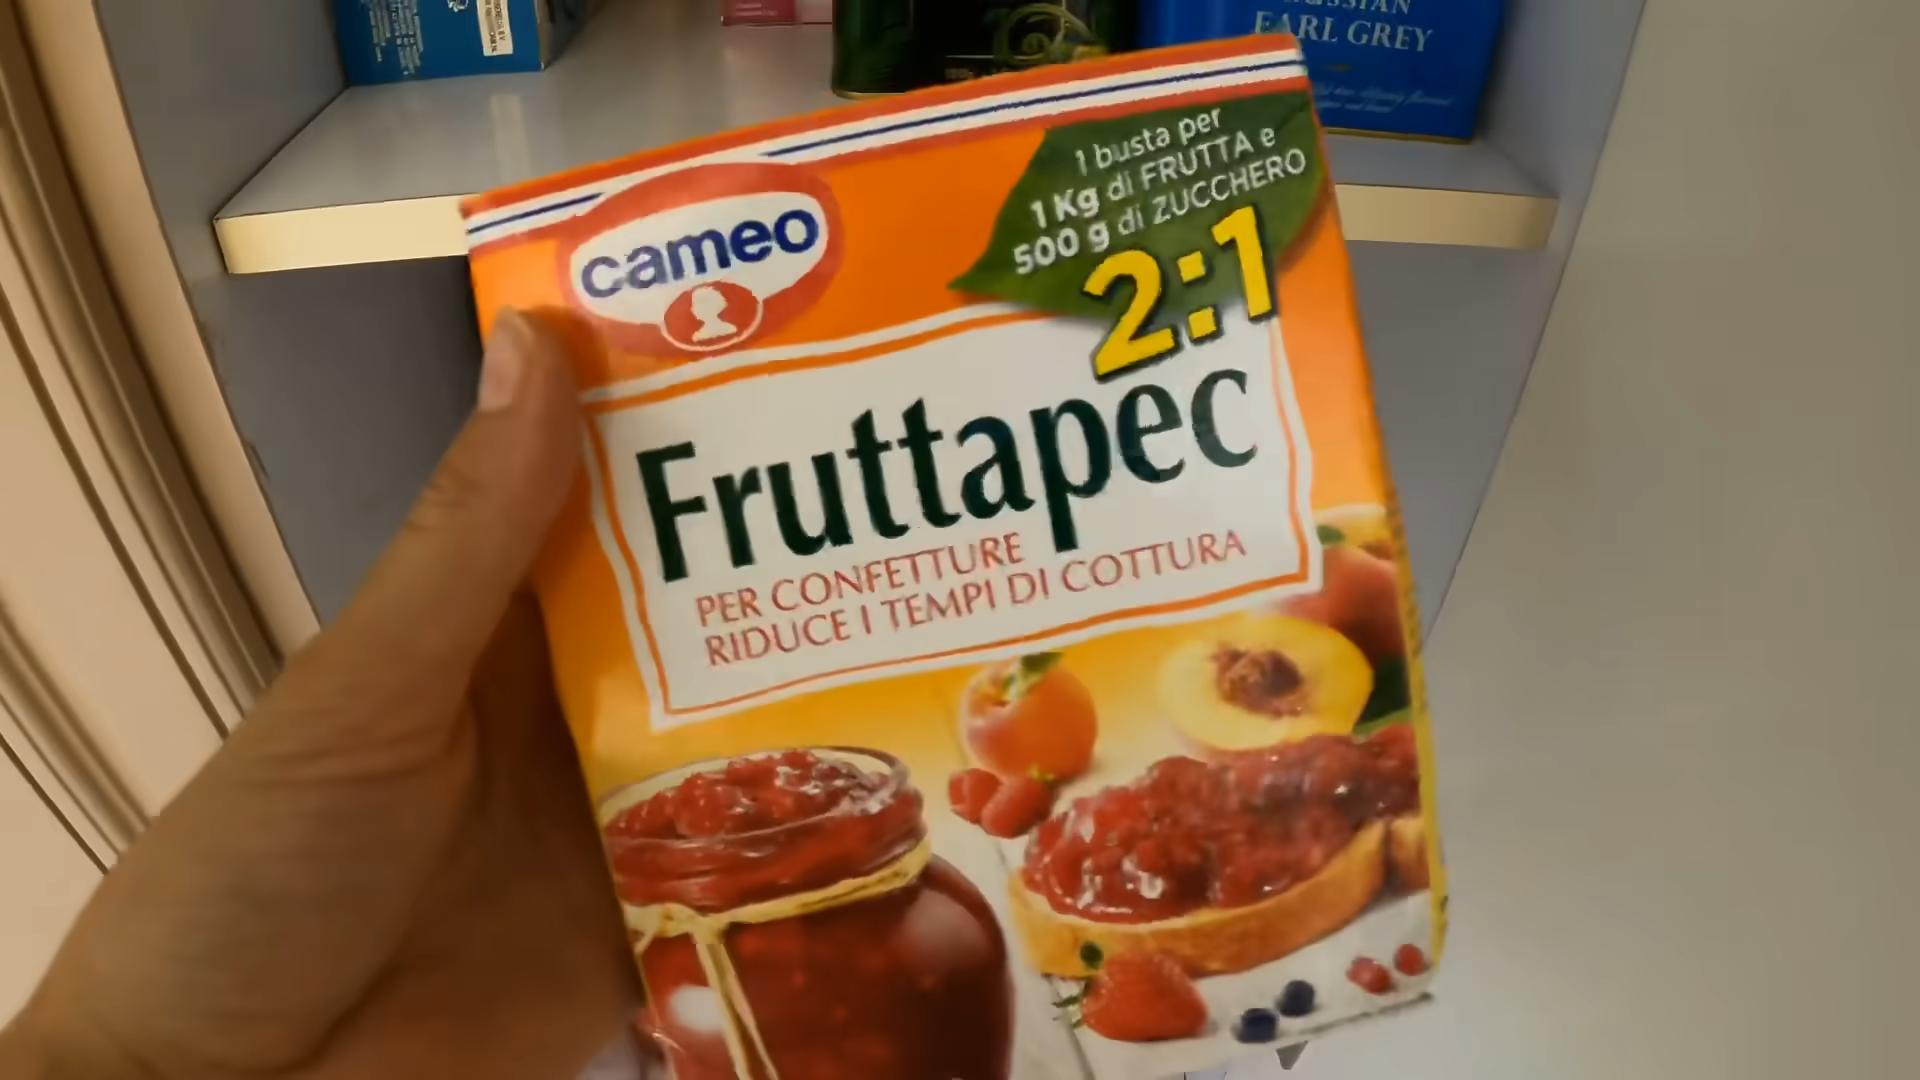 EARL GREY
1 busta per
1 Kg di FRUTTA e
500 g di ZUCCHERO
2:1
cameo
Fruttapec
PER CONFETTURE
RIDUCE I TEMPI DI COTTURA